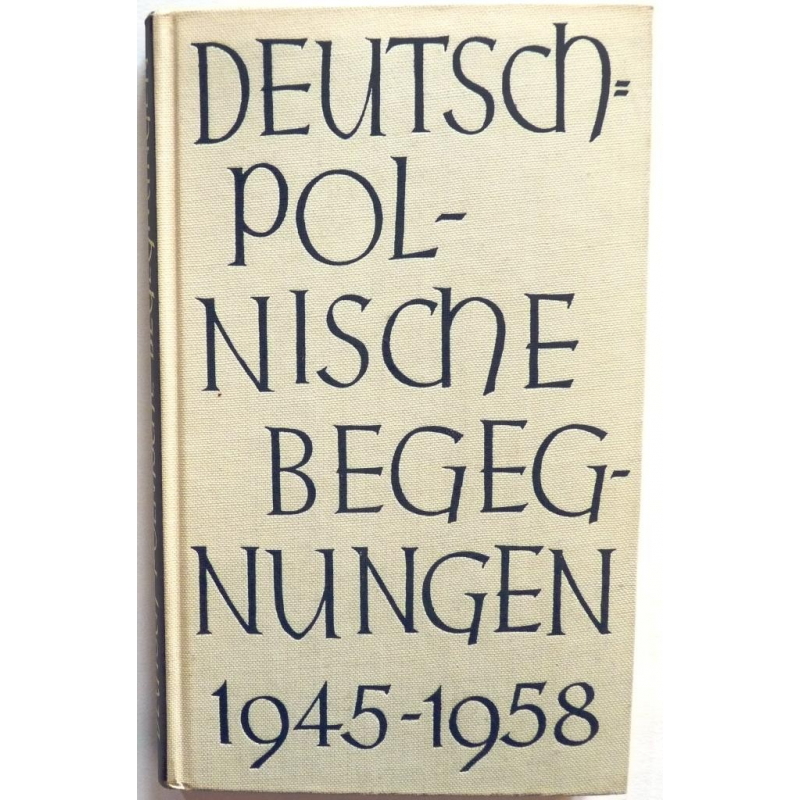 DEUTSCH=
POL-
NISCHE
BEGEG-
NUNGEN
1945-1958